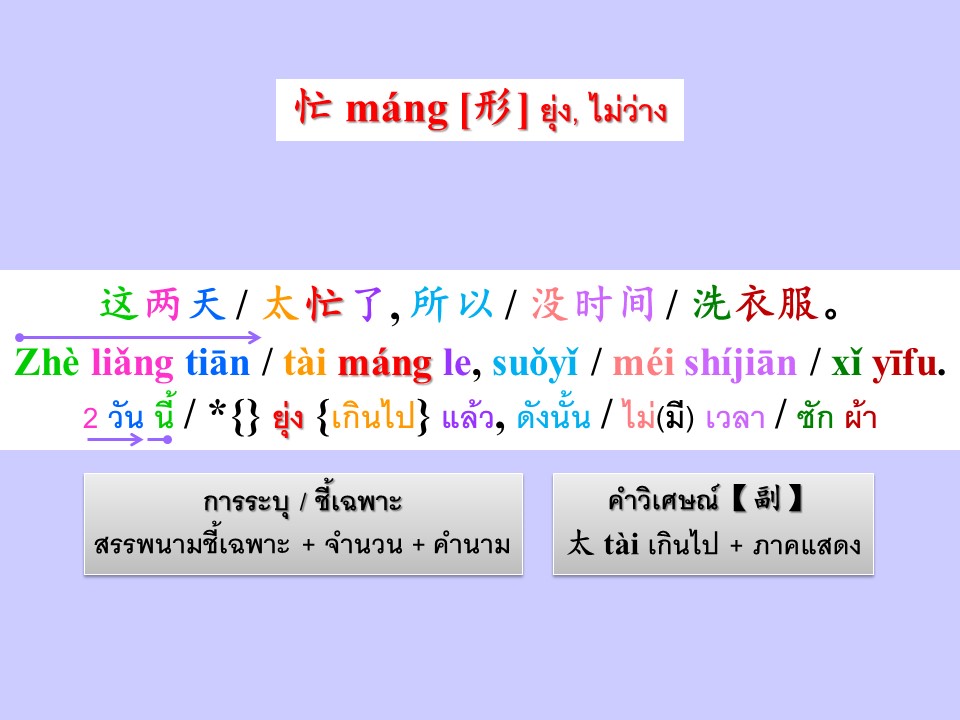 忙 máng [形] ยุ่ง, ไม่ว่าง
这两天 / 太忙了, 所以 / 没时间 / 洗衣服。
Zhè liǎng tiān / tài máng le, suǒyǐ / méi shíjiān / xǐ yīfu.
2 วัน นี้ / *{} ยุ่ง {เกินไป} แล้ว, ดังนั้น / ไม่(มี) เวลา / ซัก ผ้า
การระบุ / ชี้เฉพาะ
สรรพนามชี้เฉพาะ + จำนวน + คำนาม
คำวิเศษณ์【副】
太 tài เกินไป + ภาคแสดง